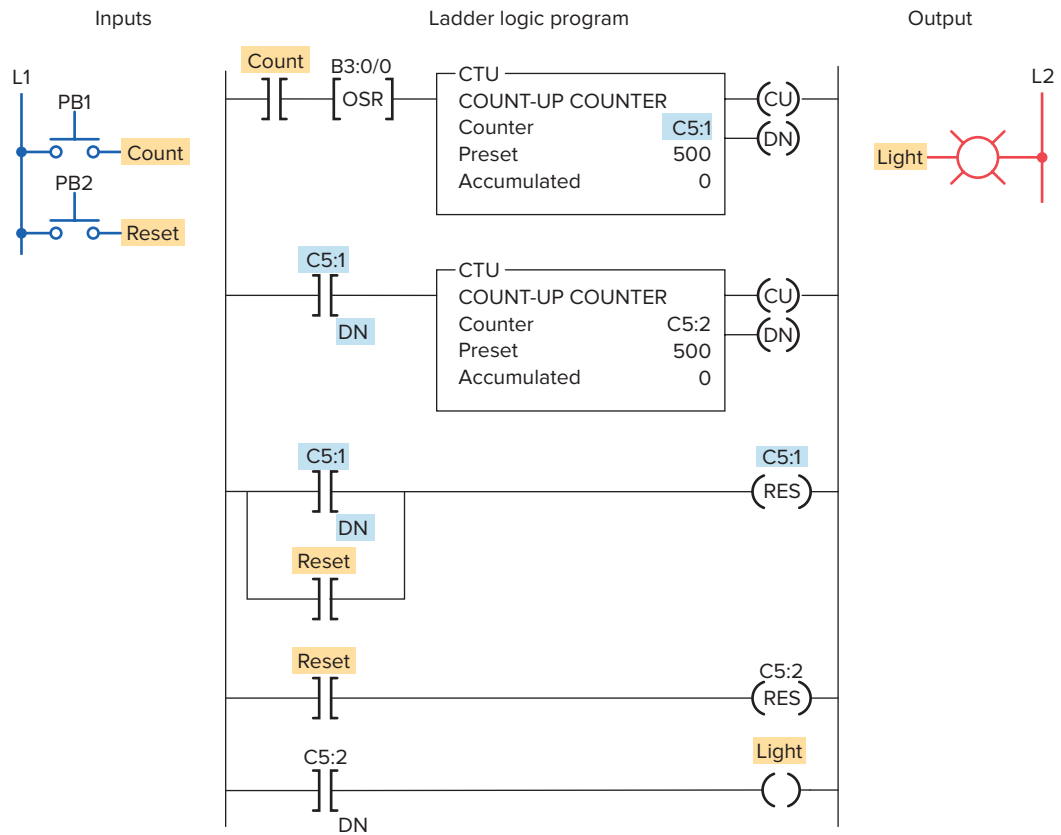 Inputs
Ladder logic program
Output
L1
PB1
Count
PB2
Reset
Count
B3:0/0
OSR
CTU
COUNT-UP COUNTER
Counter C5:1
Preset 500
Accumulated 0
CU
DN
L2
Light
C5:1
DN
CTU
COUNT-UP COUNTER
Counter C5:2
Preset 500
Accumulated 0
CU
DN
C5:1
DN
Reset
C5:1
RES
Reset
C5:2
RES
C5:2
DN
Light